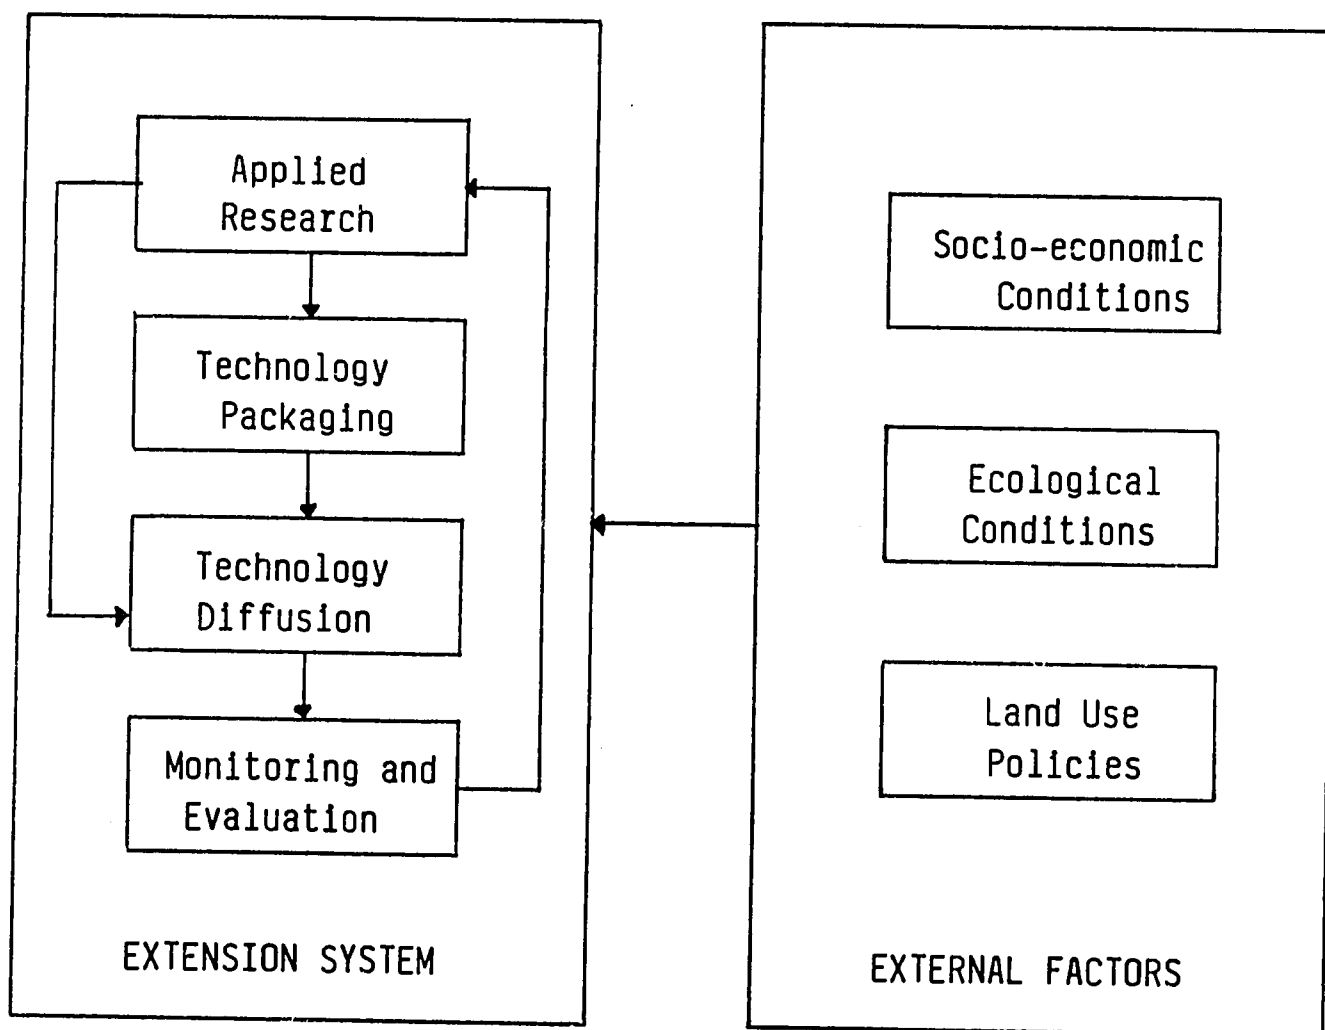 Applied
Research
Technology
Packaging
Technology
Diffusion
Monitoring and
Evaluation
EXTENSION SYSTEM
Socio-economic
Conditions
Ecological
Conditions
Land Use
Policies
EXTERNAL FACTORS